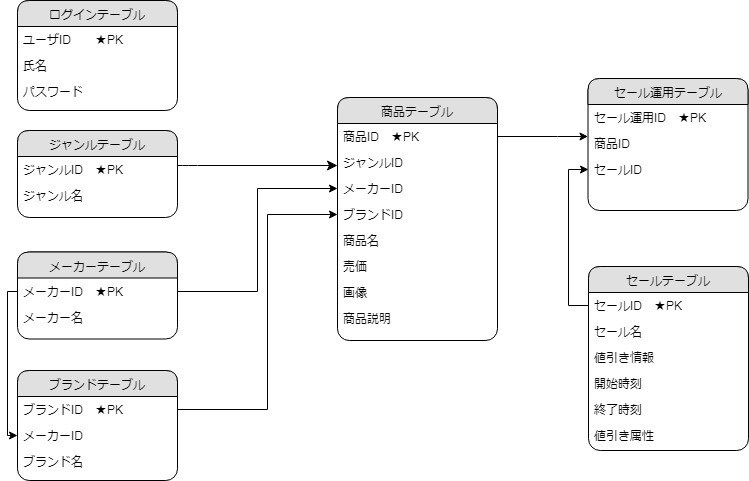 ログインテーブル
ユーザID ★PK
氏名
パスワード
ジャンルテーブル
ジャンルID ★PK
ジャンル名
メーカーテーブル
メーカーID ★PK
メーカー名
ブランドテーブル
ブランドID ★PK
メーカーID
ブランド名
商品テーブル
商品ID ★PK
ジャンルID
メーカーID
ブランドID
商品名
売価
画像
商品説明
セール運用テーブル
セール運用ID ★PK
商品ID
セールID
セールテーブル
セールID ★PK
セール名
値引き情報
開始時刻
終了時刻
値引き属性